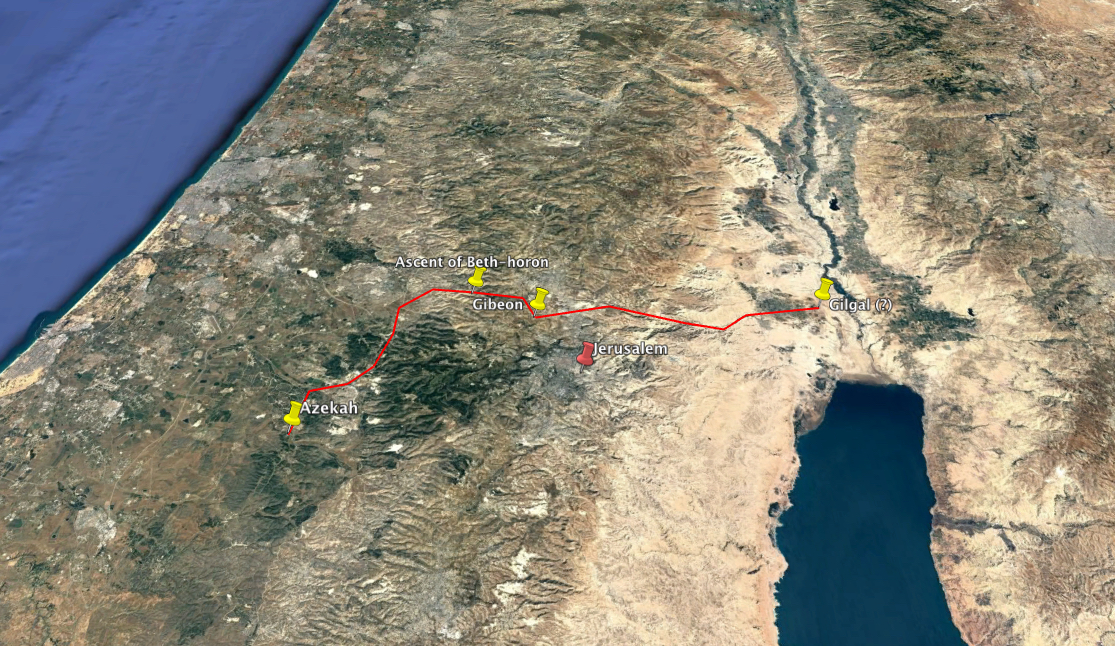 Ascent of Beth-horon
Gibeon
Gilgal (?)
Jerusalem
Azekah